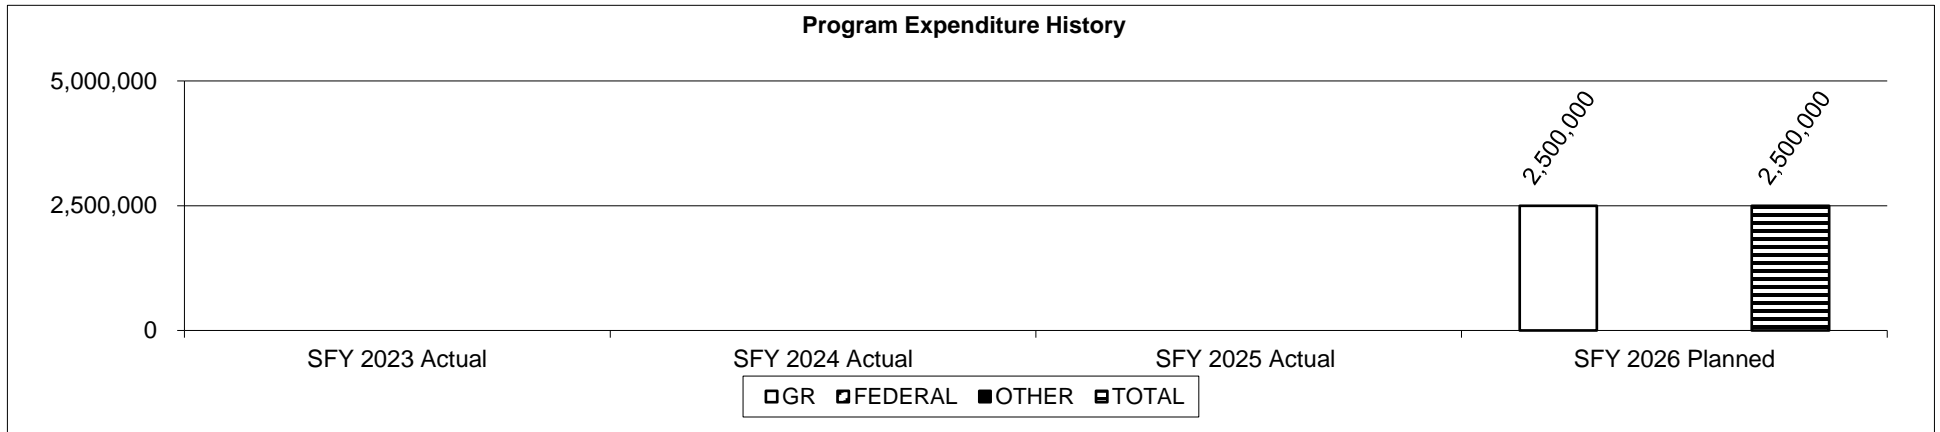 Program Expenditure History
5,000,000
2,500,000
0
2,500,000
2,500,000
SFY 2023 Actual
SFY 2024 Actual
SFY 2025 Actual
SFY 2026 Planned
GR
FEDERAL
OTHER
TOTAL